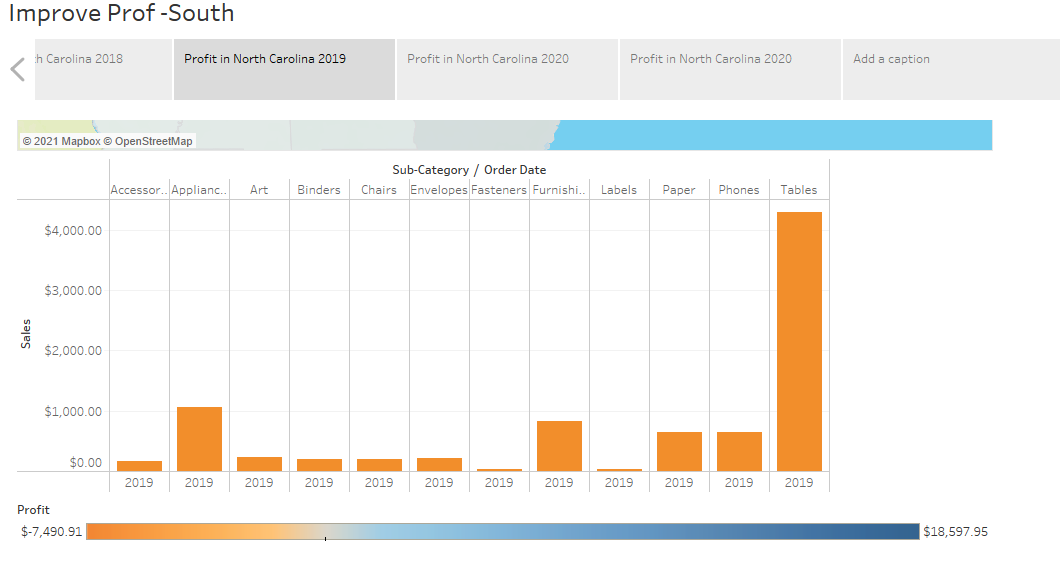 Improve Prof -South
h Carolina 2018
Profit in North Carolina 2019
Profit in North Carolina 2020
Profit in North Carolina 2020
Add a caption
© 2021 Mapbox © OpenStreetMap
Sub-Category / Order Date
Accessor.. Applianc.. Art Binders Chairs Envelopes Fasteners Furnishi.. Labels Paper Phones Tables
$4,000.00
$3,000.00
$2,000.00
$1,000.00
$0.00
Sales
2019 2019 2019 2019 2019 2019 2019 2019 2019 2019 2019 2019
Profit
$-7,490.91 $18,597.95